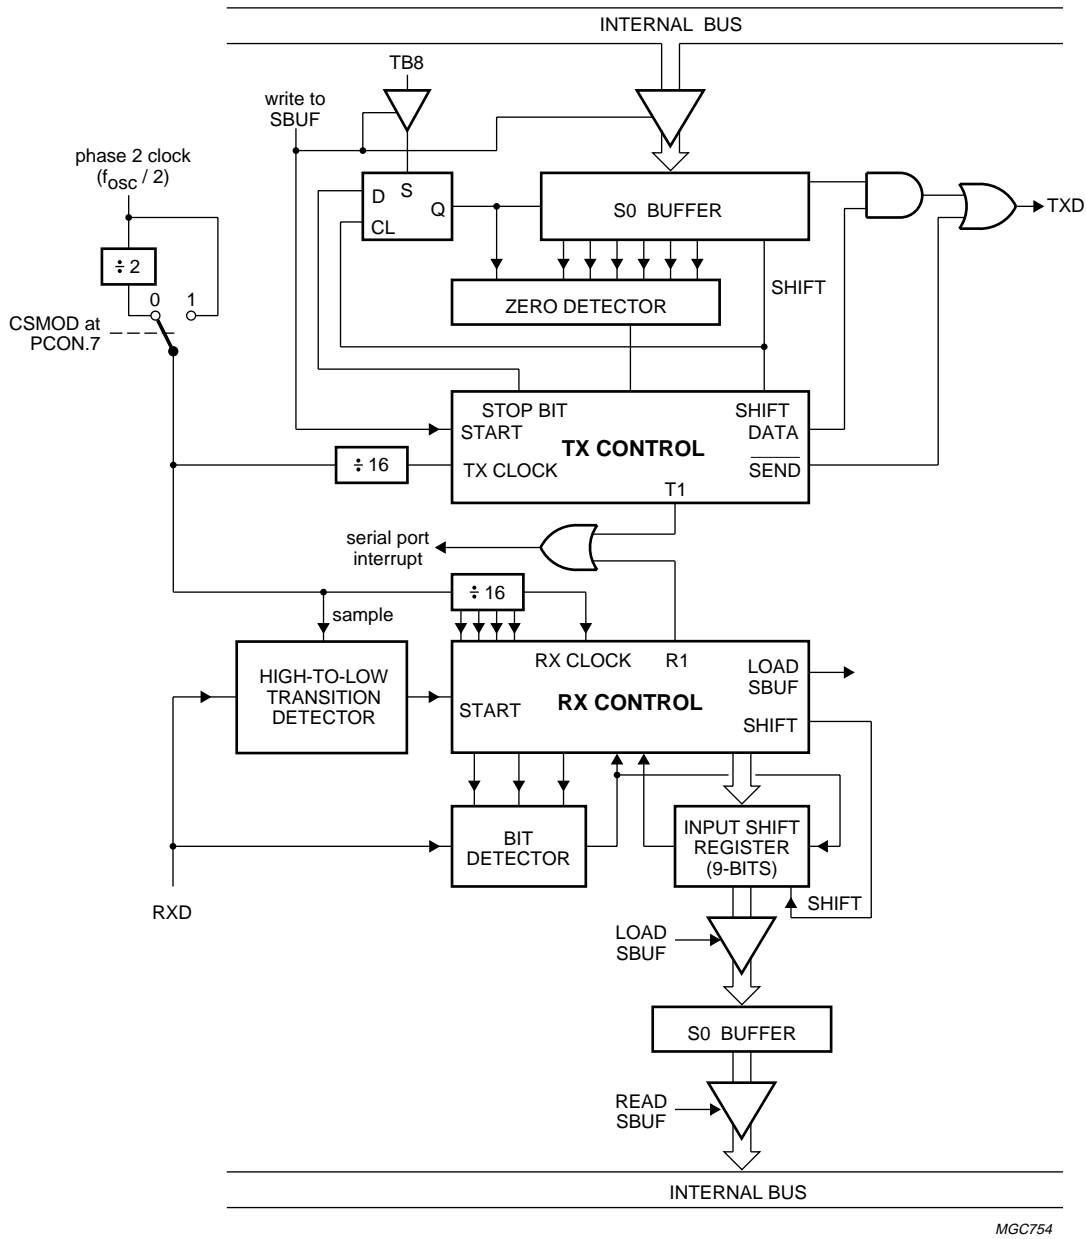 INTERNAL BUS
TB8
write to
SBUF
phase 2 clock
(fosc / 2)
D
S
Q
CL
S0 BUFFER
TXD
÷ 2
ZERO DETECTOR
SHIFT
0
1
CSMOD at
PCON.7
STOP BIT
SHIFT
START
DATA
TX CONTROL
÷ 16
TX CLOCK
SEND
T1
serial port
interrupt
÷ 16
sample
RX CLOCK
R1
LOAD
SBUF
HIGH-TO-LOW
TRANSITION
DETECTOR
START
RX CONTROL
SHIFT
BIT
DETECTOR
INPUT SHIFT
REGISTER
(9-BITS)
RXD
SHIFT
LOAD
SBUF
S0 BUFFER
READ
SBUF
INTERNAL BUS
MGC754